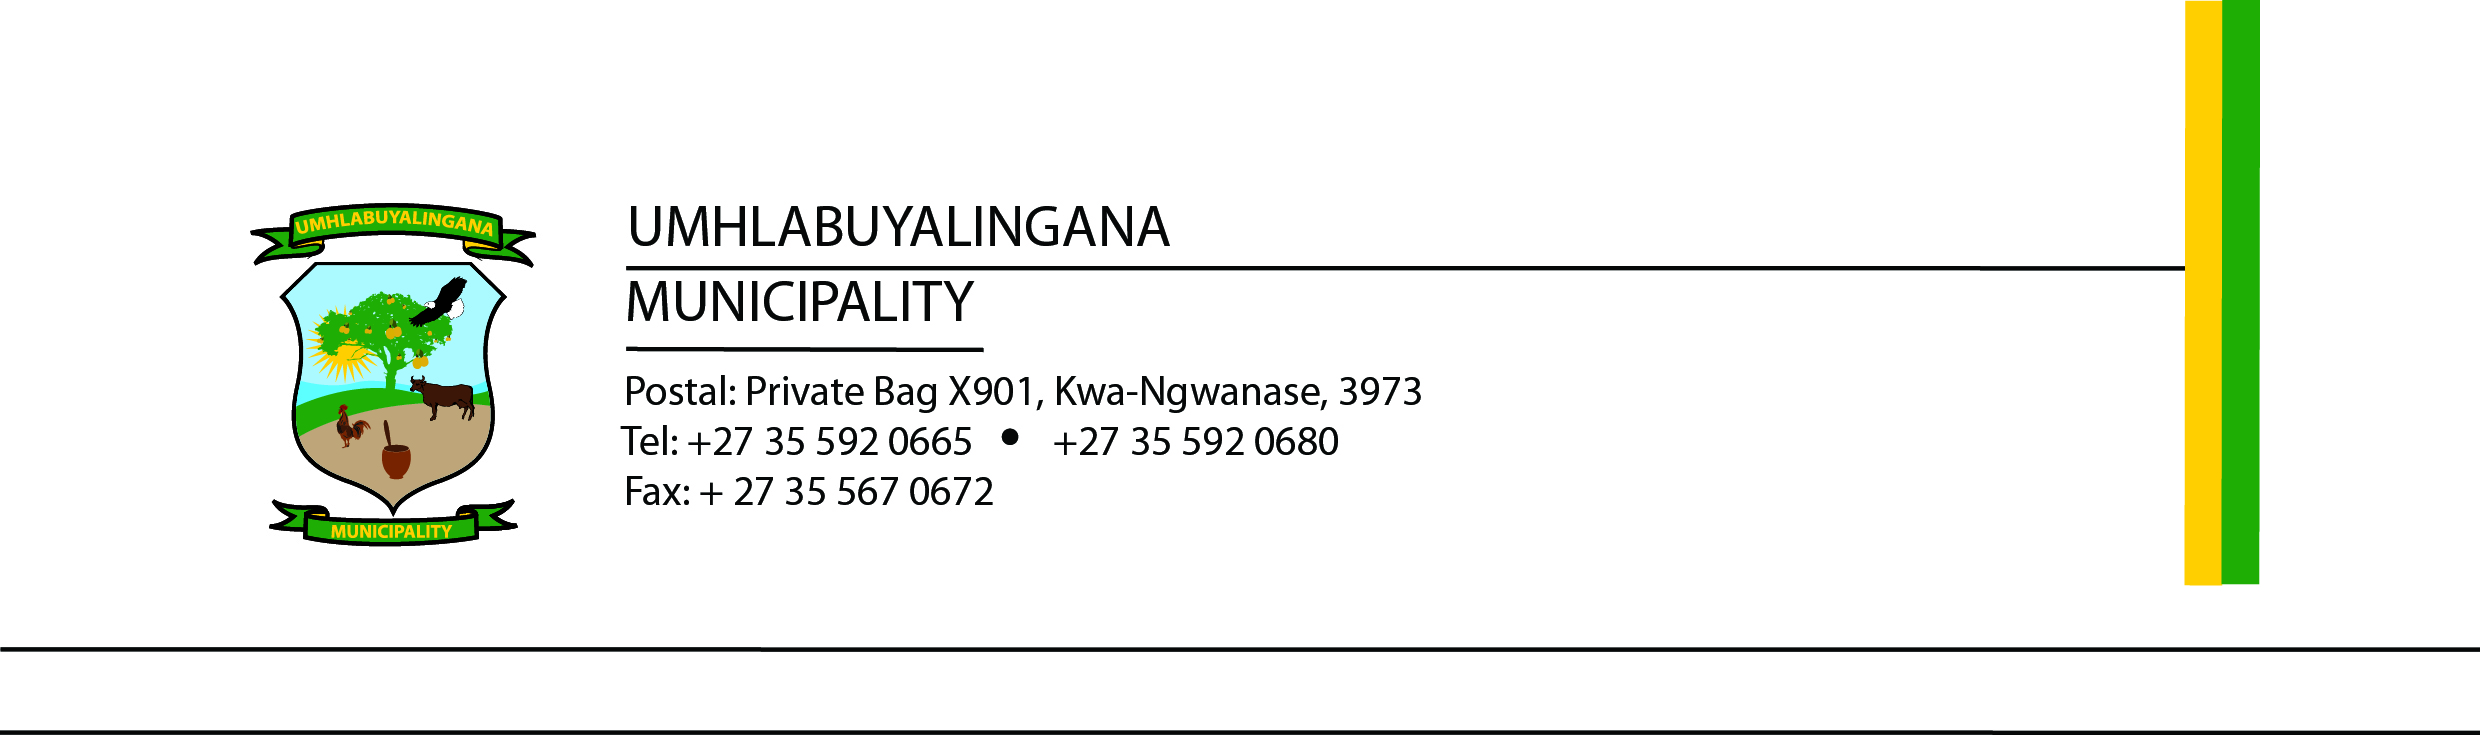 UMHLABUYALINGANA
MUNICIPALITY
UMHLABUYALINGANA
MUNICIPALITY
Postal: Private Bag X901, Kwa-Ngwanase, 3973
Tel: +27 35 592 0665 • +27 35 592 0680
Fax: + 27 35 567 0672